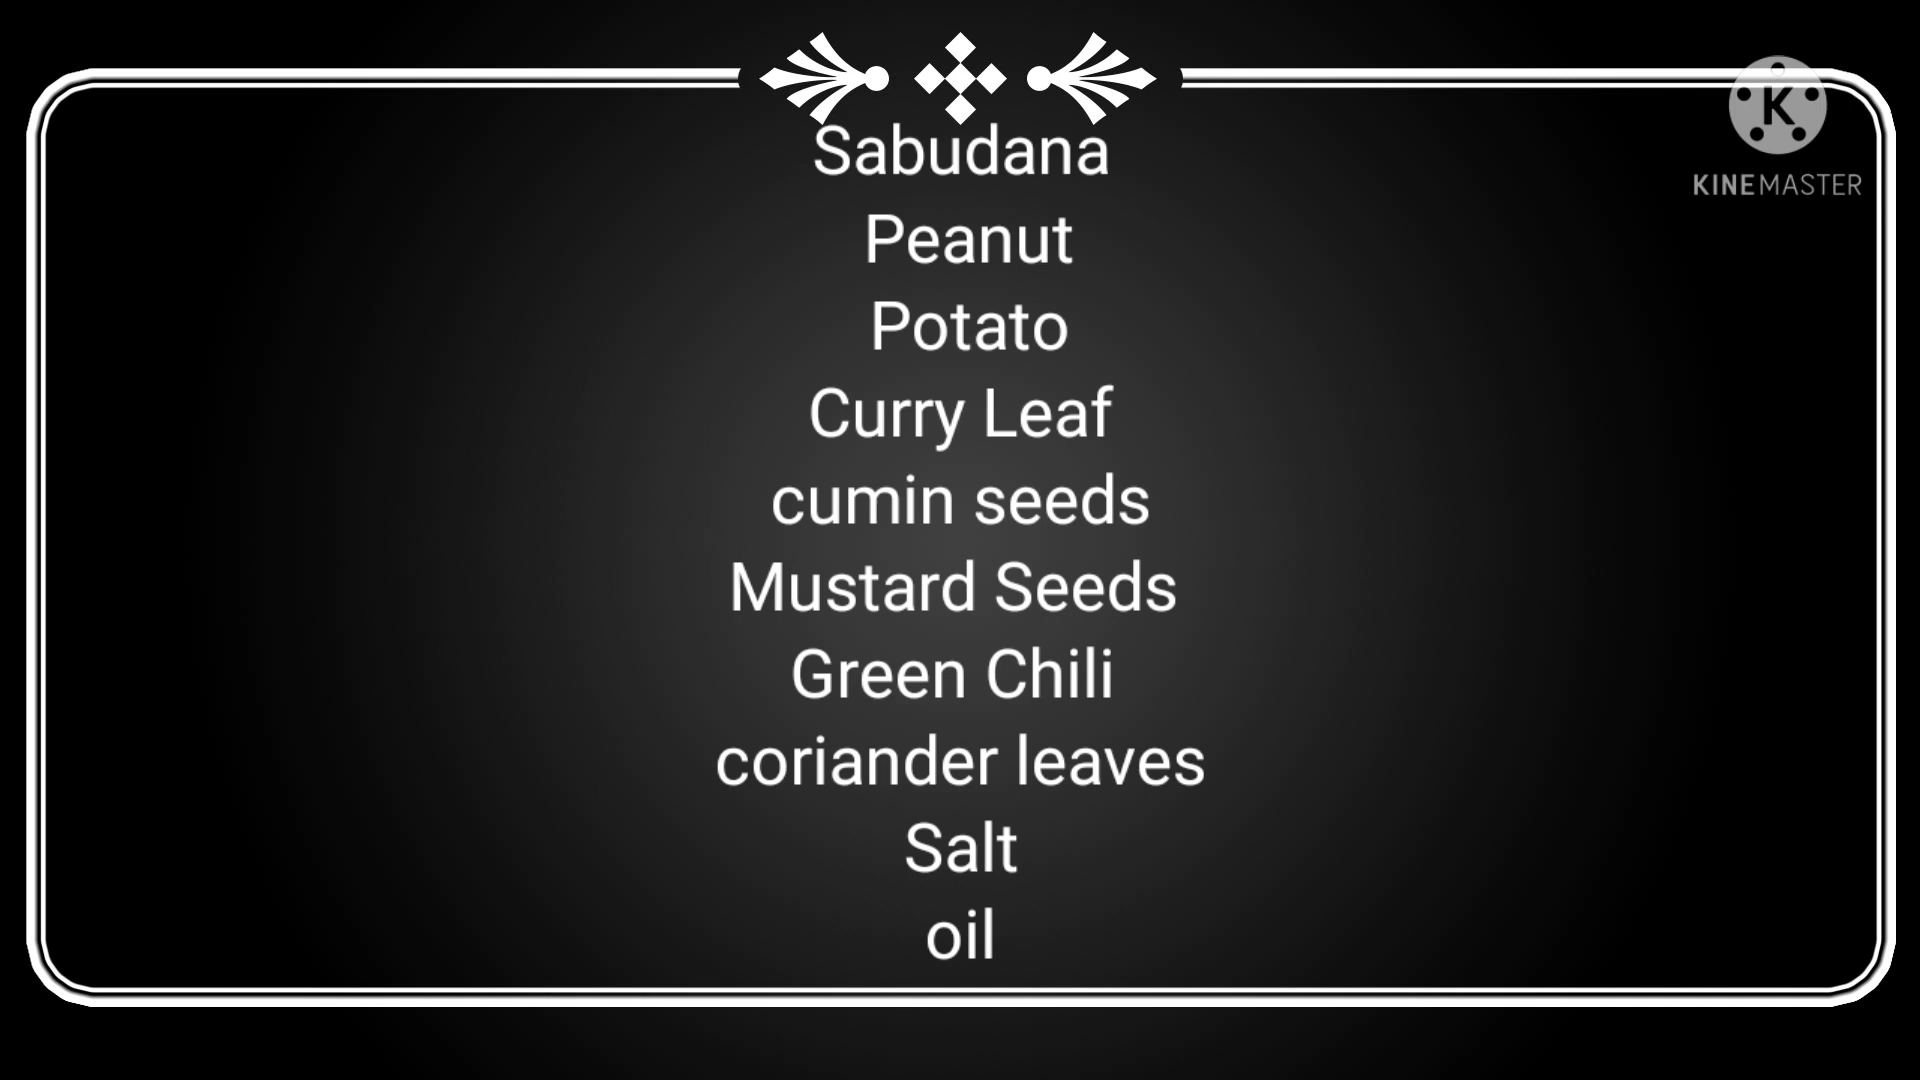 Sabudana
Peanut
Potato
Curry Leaf
cumin seeds
Mustard Seeds
Green Chili
coriander leaves
Salt
oil
K
KINEMASTER